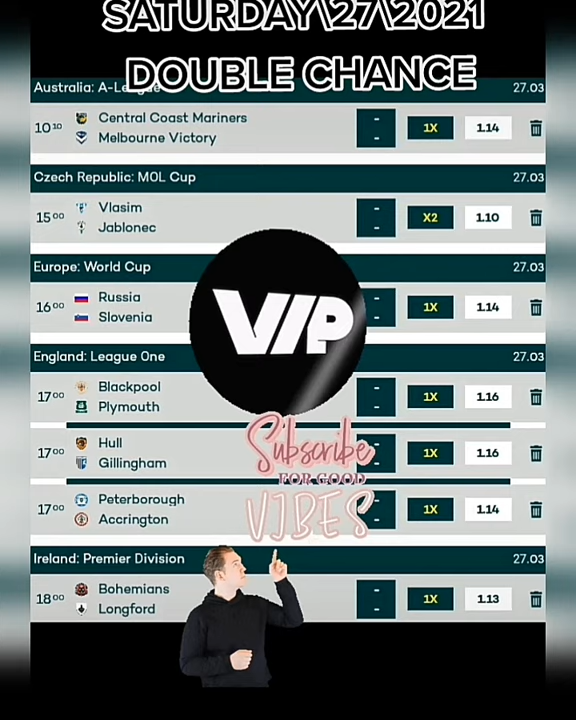 SATURDAY\27\2021
DOUBLE CHANCE
Australia: A-League 27.03
10 10 Central Coast Mariners - 1X 1.14
Melbourne Victory -
Czech Republic: MOL Cup 27.03
15 00 Vlasim - X2 1.10
Jablonec -
Europe: World Cup 27.03
16 00 Russia - 1X 1.14
Slovenia -
VIP
England: League One 27.03
17 00 Blackpool - 1X 1.16
Plymouth -
17 00 Hull - 1X 1.16
Gillingham -
Subscribe
FOR GOOD
VIBES
17 00 Peterborough - 1X 1.14
Accrington -
Ireland: Premier Division 27.03
18 00 Bohemians - 1X 1.13
Longford -